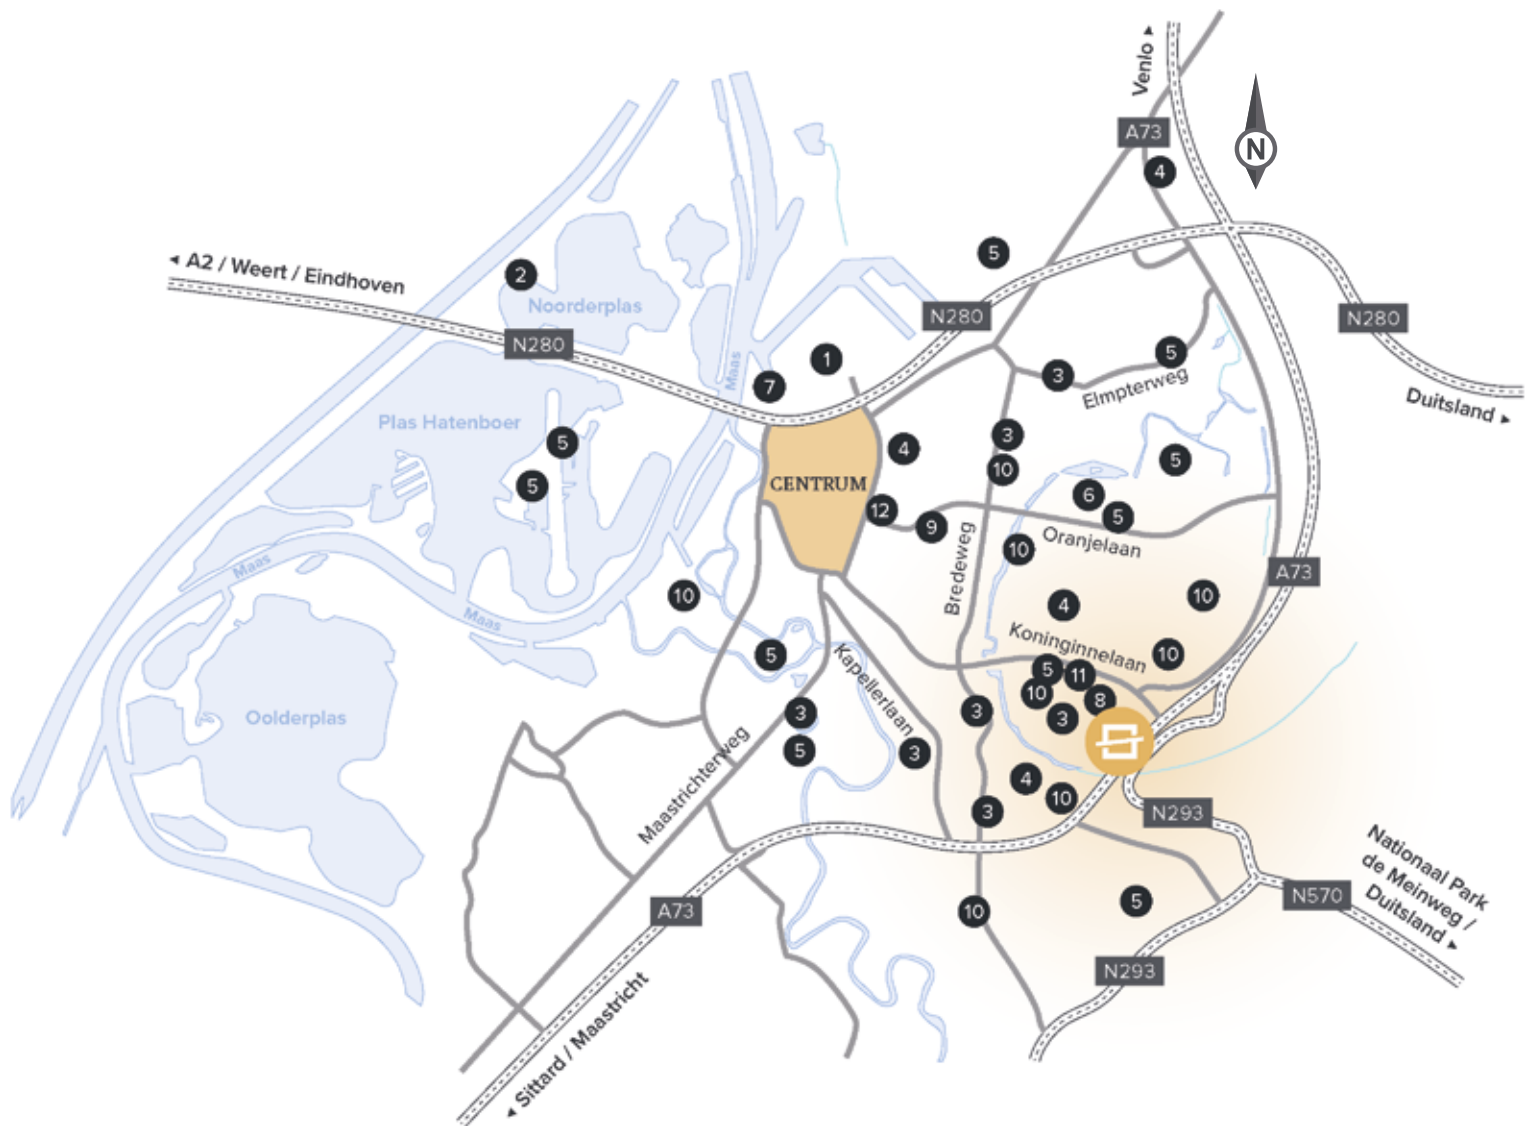 Venlo ▸
A73
N
4
5
◂ A2 / Weert / Eindhoven
2
Noorderplas
N280
N280
N280
Maas
1
7
3
5
Elmpterweg
Duitsland ▸
Plas Hatenboer
5
5
4
3
10
5
CENTRUM
6
5
12
9
Oranjelaan
10
Bredeweg
A73
Maas
Maas
10
4
10
Koninginnelaan
10
5
Kapellerlaan
5
11
10
8
3
Oolderplas
3
5
3
3
Maastrichterweg
4
10
3
N293
Nationaal Park
de Meinweg /
Duitsland ▸
N570
A73
10
5
N293
◂ Sittard / Maastricht